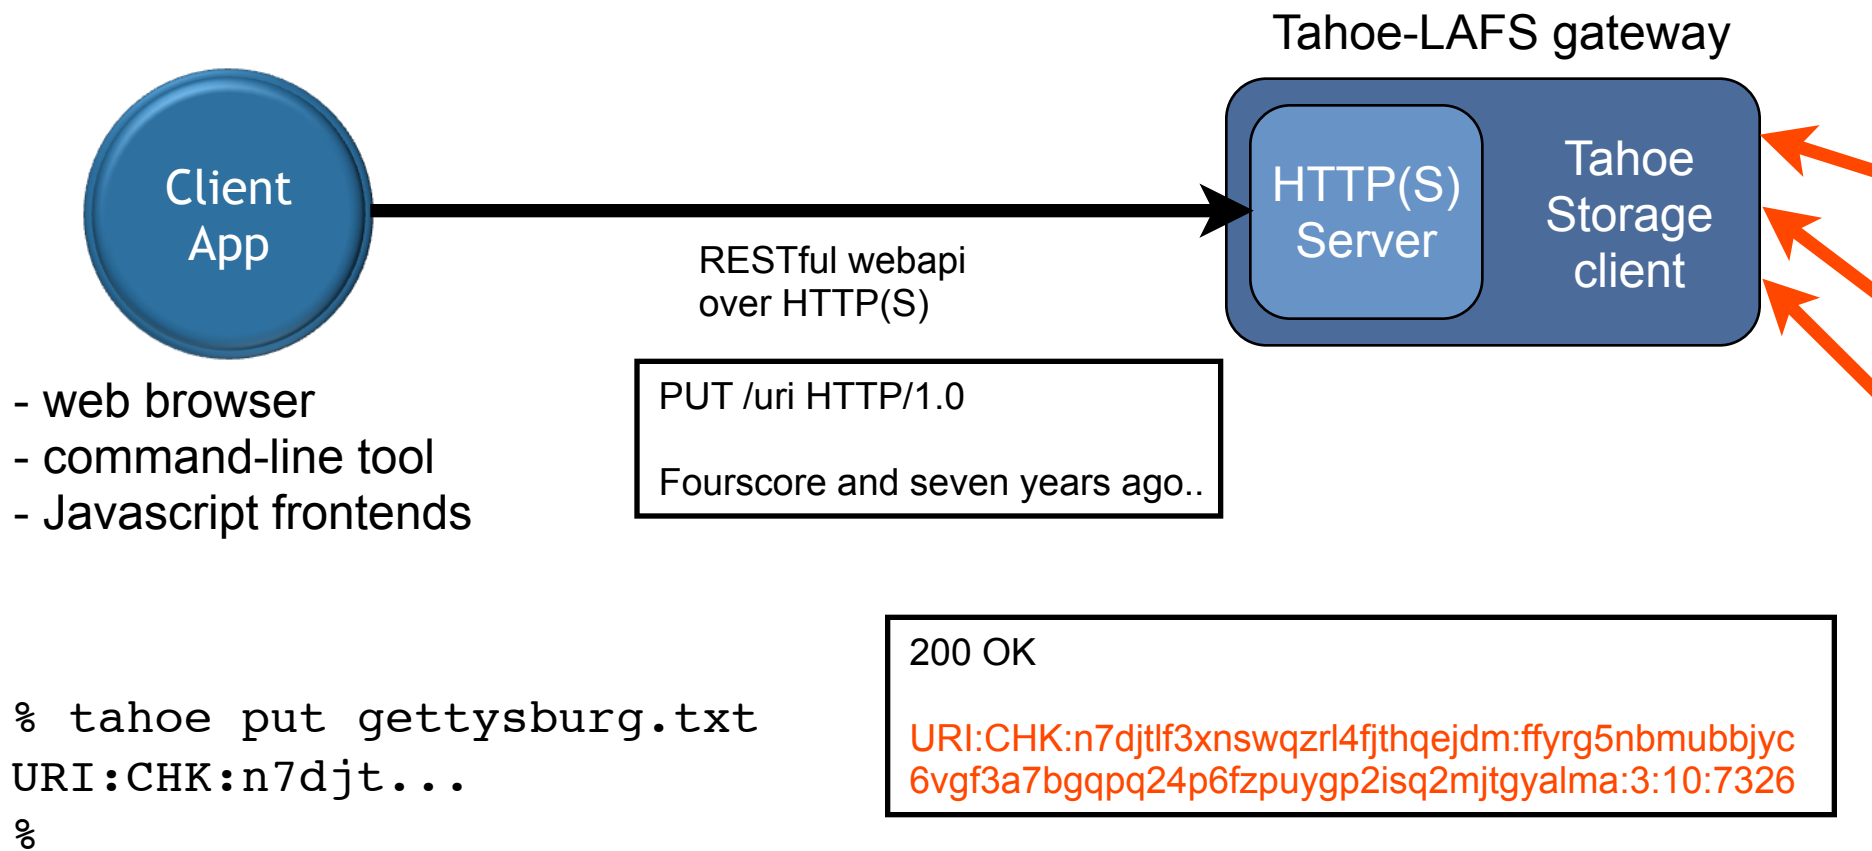 Tahoe-LAFS gateway
Client
App
HTTP(S)
Server
Tahoe
Storage
client
RESTful webapi
over HTTP(S)
- web browser
- command-line tool
- Javascript frontends
PUT /uri HTTP/1.0
Fourscore and seven years ago..
% tahoe put gettysburg.txt
URI:CHK:n7djt...
%
200 OK
URI:CHK:n7djtlf3xnswqzrl4fjthqejdm:ffyrg5nbmubbjyc
6vgf3a7bgqpq24p6fzpuygp2isq2mjtgyalma:3:10:7326